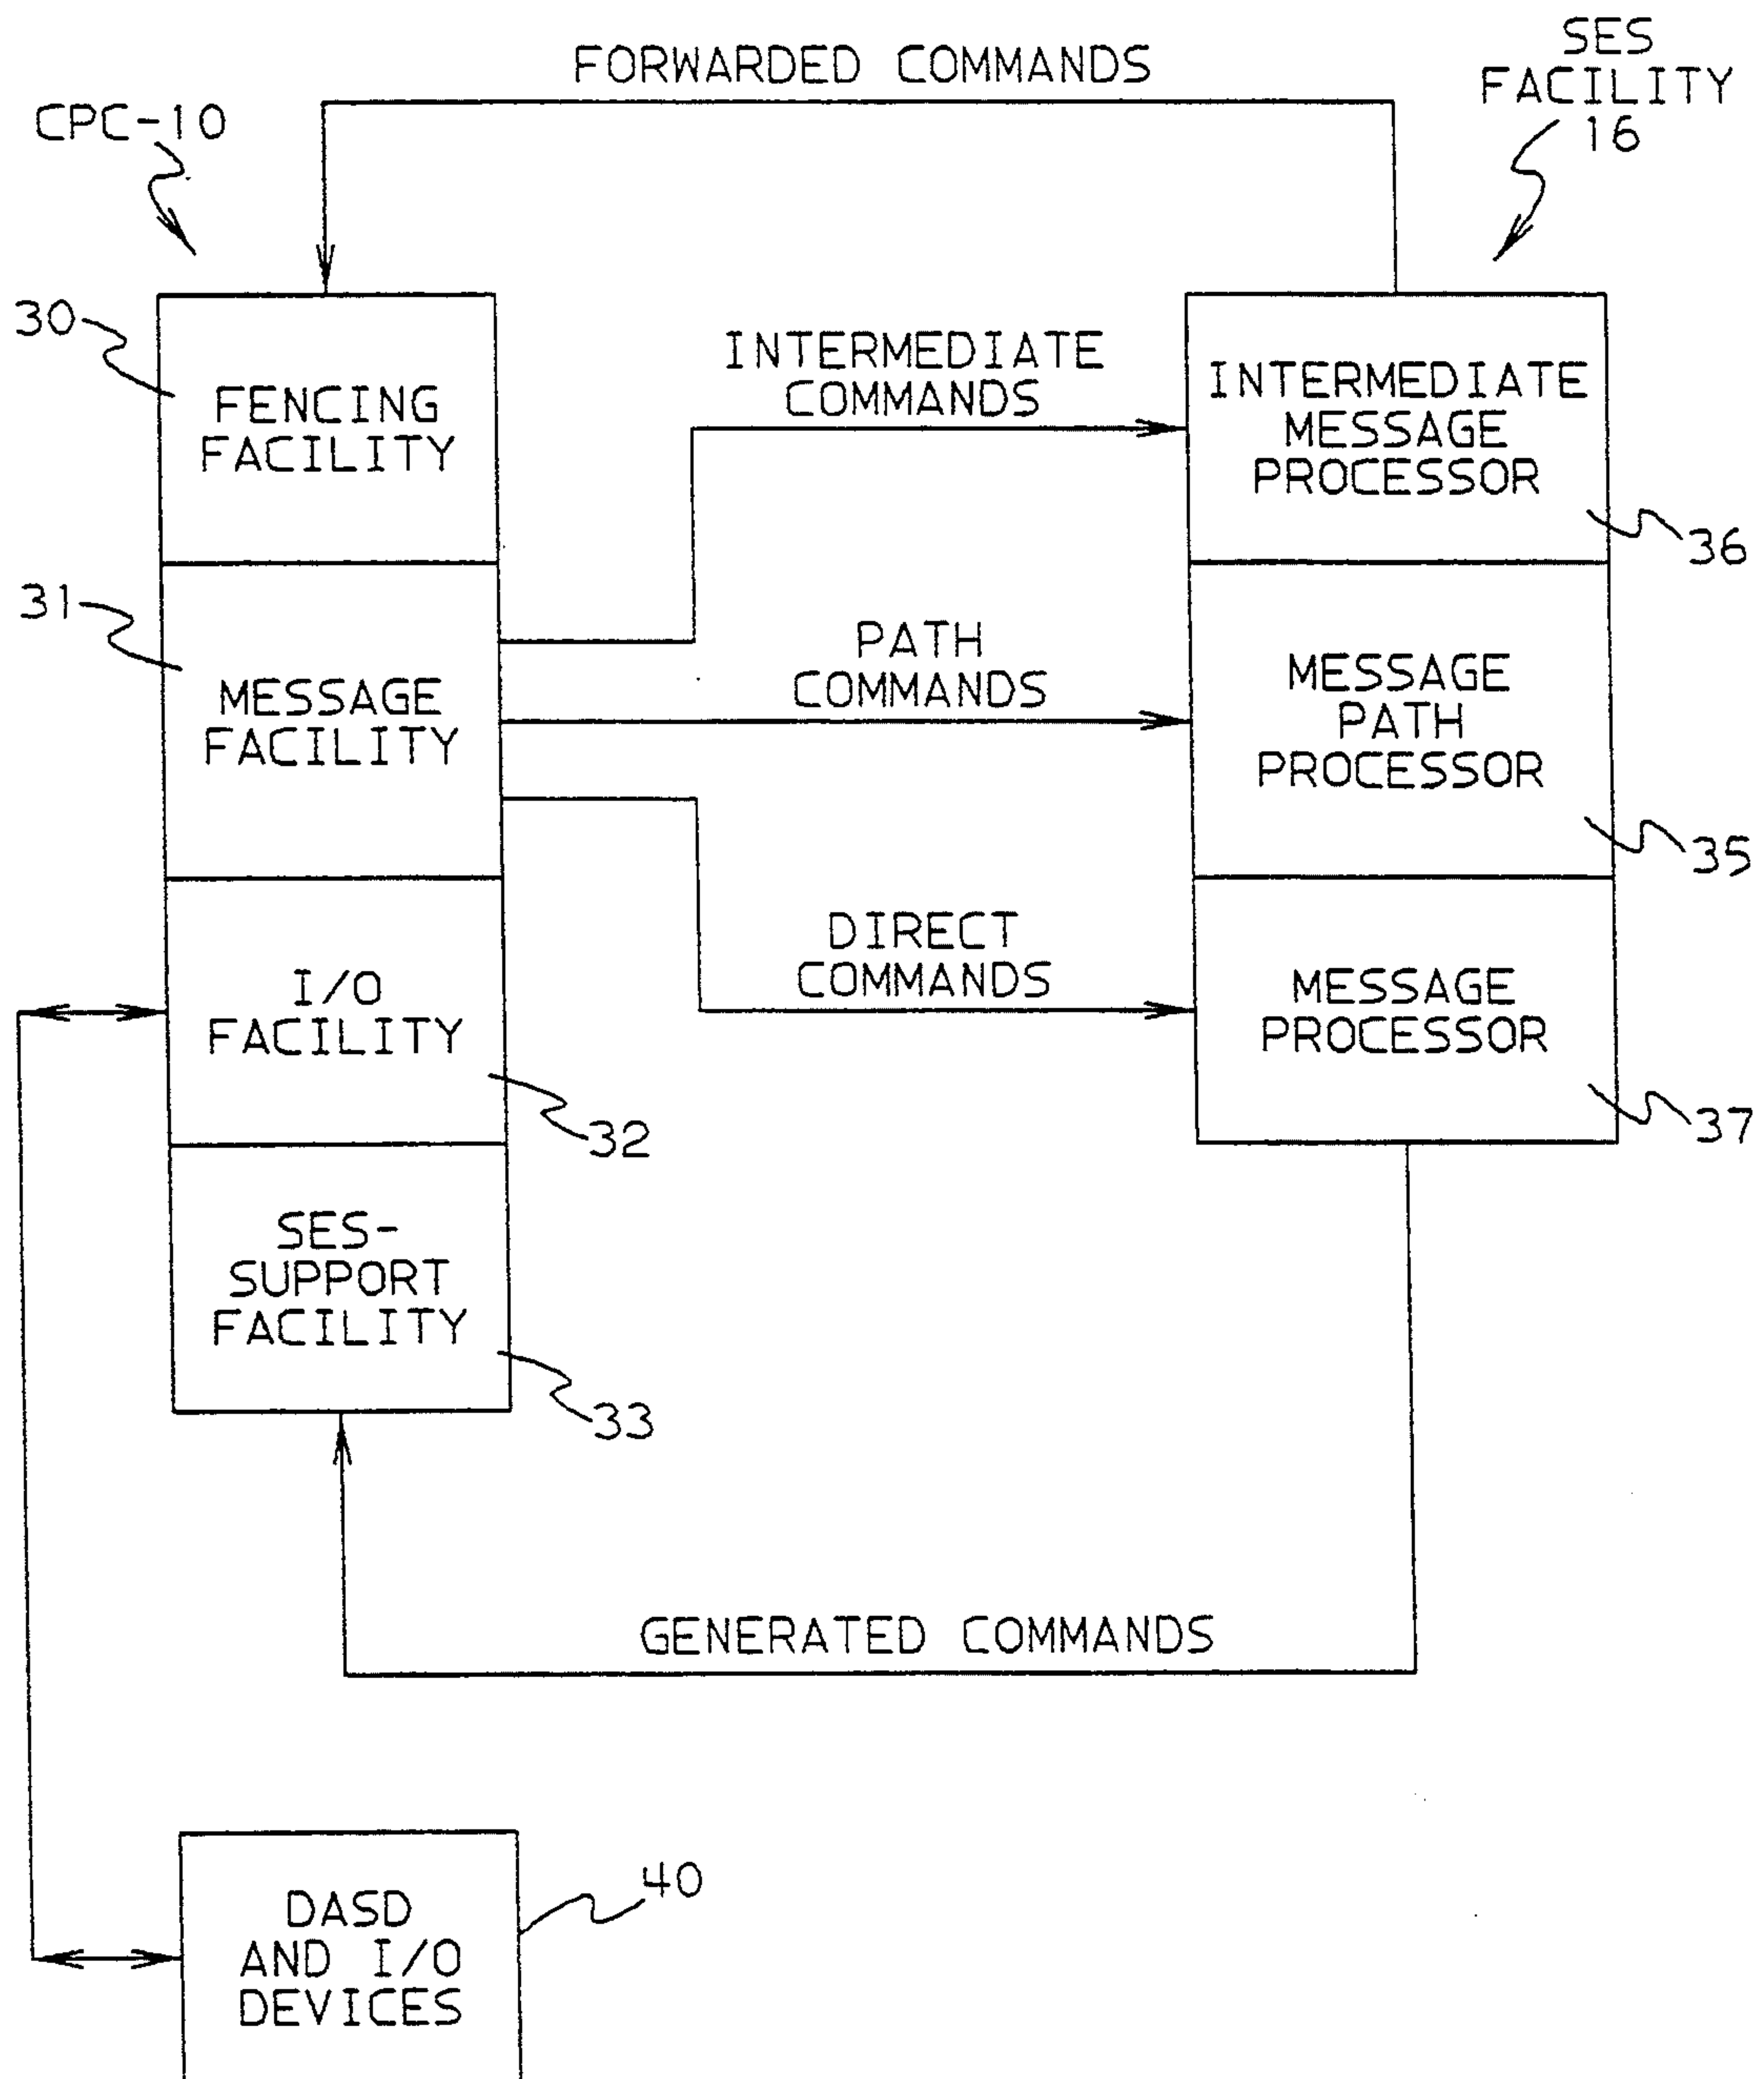 FORWARDED COMMANDS
SES
FACILITY
16
CPC-10
30
FENCING
FACILITY
INTERMEDIATE
COMMANDS
INTERMEDIATE
MESSAGE
PROCESSOR
36
31
MESSAGE
FACILITY
PATH
COMMANDS
MESSAGE
PATH
PROCESSOR
35
I/O
FACILITY
32
DIRECT
COMMANDS
MESSAGE
PROCESSOR
37
SES-
SUPPORT
FACILITY
33
GENERATED COMMANDS
DASD
AND I/O
DEVICES
40